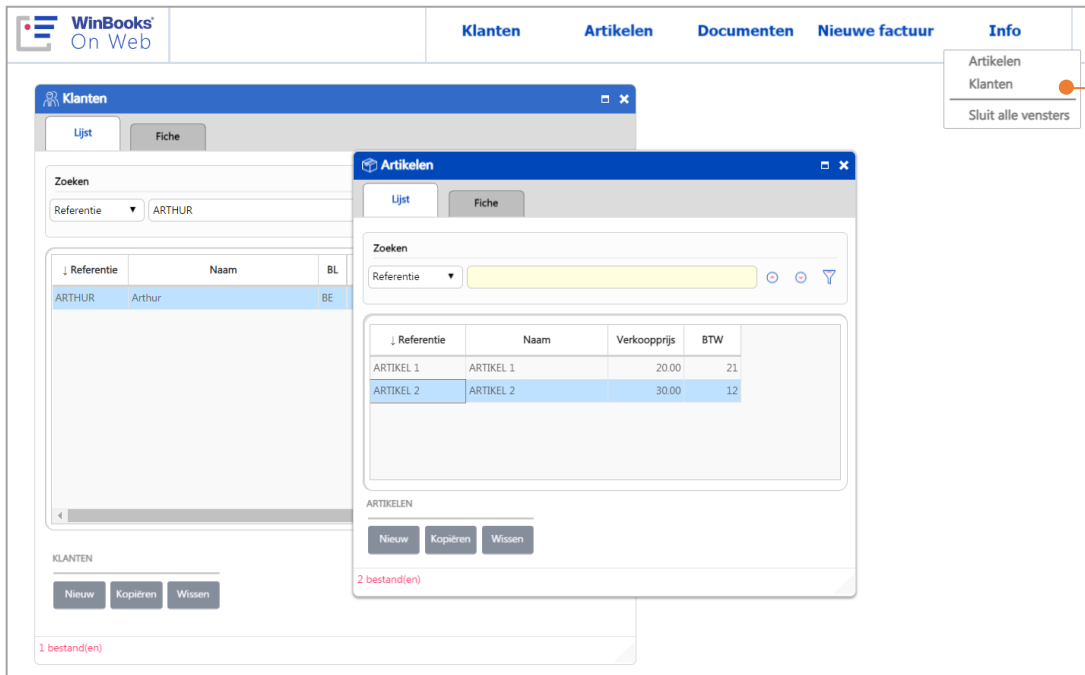 WinBooks®
On Web
Klanten Artikelen Documenten Nieuwe factuur Info
Artikelen
Klanten
Sluit alle vensters
Klanten
Lijst Fiche
Zoeken
Referentie ▼ ARTHUR
↓ Referentie Naam BL
ARTHUR Arthur BE
KLANTEN
Nieuw Kopiëren Wissen
1 bestand(en)
Artikelen
Lijst Fiche
Zoeken
Referentie ▼
↓ Referentie Naam Verkoopprijs BTW
ARTIKEL 1 ARTIKEL 1 20.00 21
ARTIKEL 2 ARTIKEL 2 30.00 12
ARTIKELEN
Nieuw Kopiëren Wissen
2 bestand(en)